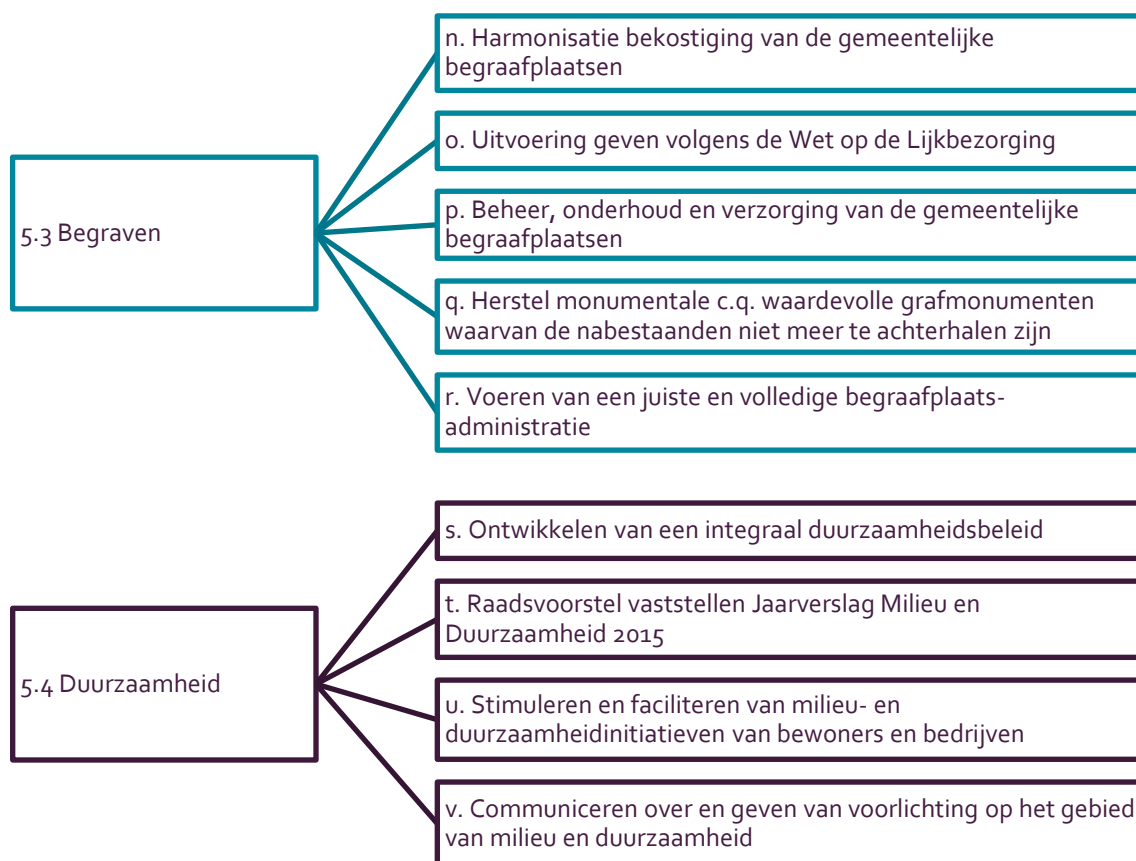 5.3 Begraven
n. Harmonisatie bekostiging van de gemeentelijke
begraafplaatsen
o. Uitvoering geven volgens de Wet op de Lijkbezorging
p. Beheer, onderhoud en verzorging van de gemeentelijke
begraafplaatsen
q. Herstel monumentale c.q. waardevolle grafmonumenten
waarvan de nabestaanden niet meer te achterhalen zijn
r. Voeren van een juiste en volledige begraafplaats-
administratie
5.4 Duurzaamheid
s. Ontwikkelen van een integraal duurzaamheidsbeleid
t. Raadsvoorstel vaststellen Jaarverslag Milieu en
Duurzaamheid 2015
u. Stimuleren en faciliteren van milieu- en
duurzaamheidinitiatieven van bewoners en bedrijven
v. Communiceren over en geven van voorlichting op het gebied
van milieu en duurzaamheid